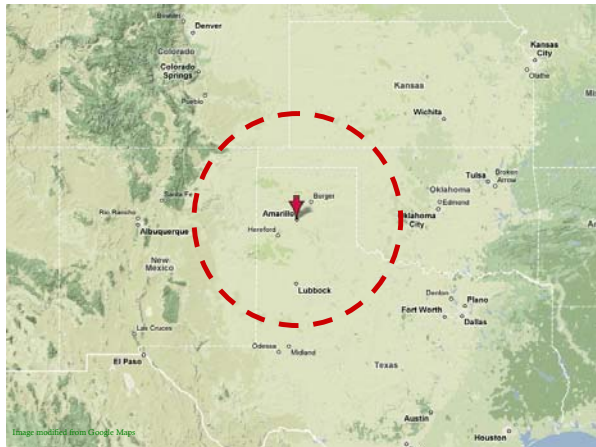 Boulder
Denver
Colorado
Colorado
Springs
Pueblo
Kansas
City
Olathe
Kansas
Wichita
Tulsa
Broken
Arrow
Oklahoma
Edmond
Oklahoma
City
Santa Fe
Rio Rancho
Albuquerque
New
Mexico
Borger
Amarillo
Hereford
Lubbock
Denton
Plano
Fort Worth
Dallas
Las Cruces
El Paso
Odessa
Midland
Texas
Austin
Houston
Image modified from Google Maps